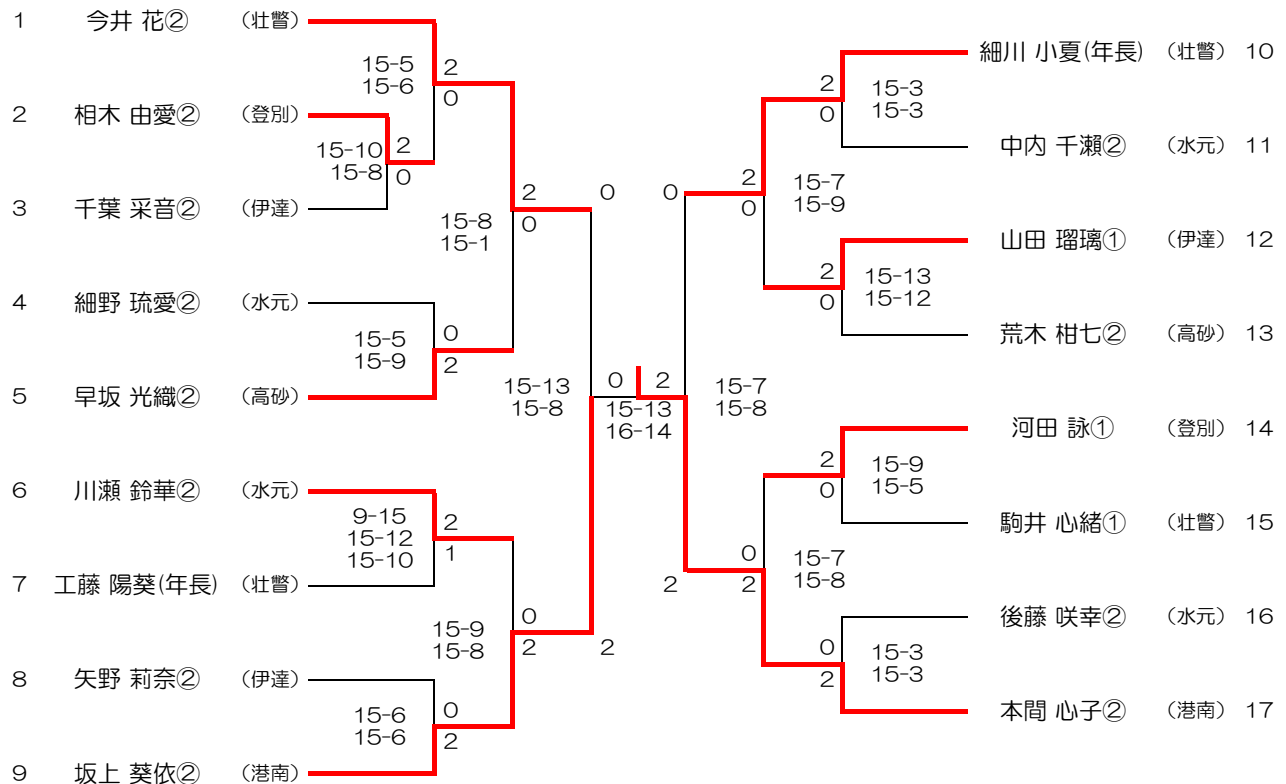 1 今井 花② （壮瞥）
15-5 2
15-6 0
2 相木 由愛② （登別）
15-10 2
15-8 0
3 千葉 采音② （伊達）
2 0
15-8 0
15-1
4 細野 琉愛② （水元）
15-5 0
15-9 2
5 早坂 光織② （高砂）
15-13
15-8
6 川瀬 鈴華② （水元）
9-15 2
15-12
15-10 1
7 工藤 陽葵(年長) （壮瞥）
15-9 0
15-8 2 2
8 矢野 莉奈② （伊達）
15-6 0
15-6 2
9 坂上 葵依② （港南）
0 2
15-13
16-14
細川 小夏(年長) （壮瞥） 10
2 15-3
0 15-3
中内 千瀬② （水元） 11
0 2 15-7
0 15-9
山田 瑠璃① （伊達） 12
2 15-13
0 15-12
荒木 柑七② （高砂） 13
15-7
15-8
河田 詠① （登別） 14
2 15-9
0 15-5
駒井 心緒① （壮瞥） 15
0 15-7
2 2 15-8
後藤 咲幸② （水元） 16
0 15-3
2 15-3
本間 心子② （港南） 17